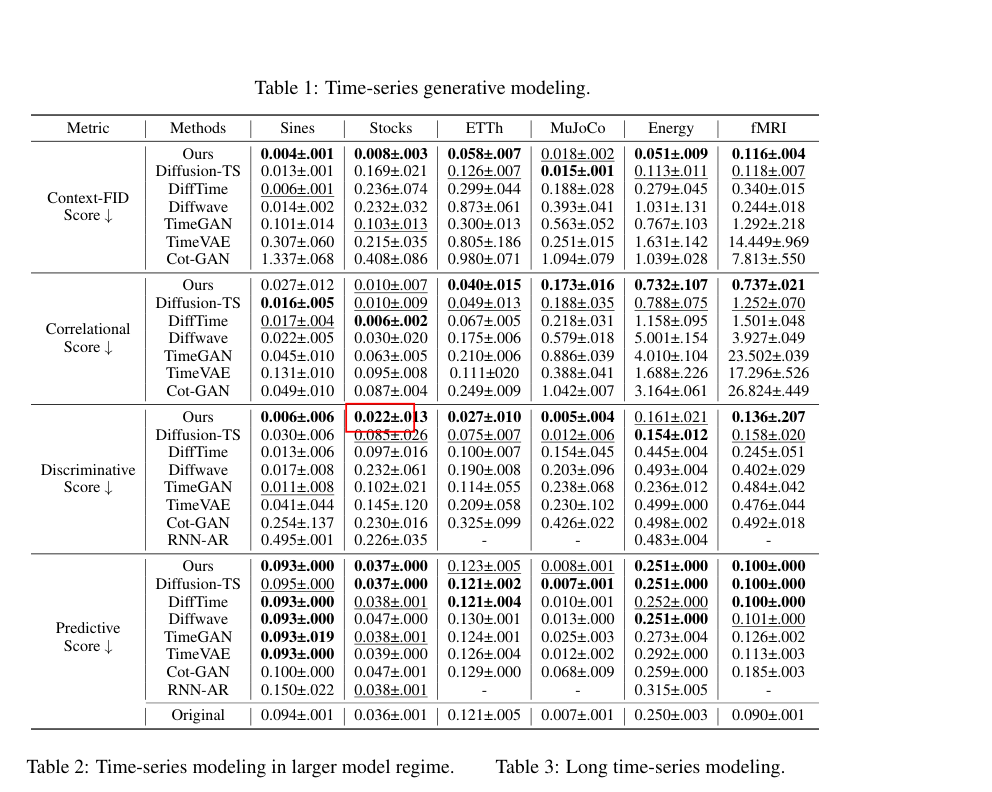 Table 1: Time-series generative modeling.
Metric Methods Sines Stocks ETTh MuJoCo Energy fMRI
Ours 0.004±.001 0.008±.003 0.058±.007 0.018±.002 0.051±.009 0.116±.004
Diffusion-TS 0.013±.001 0.169±.021 0.126±.007 0.015±.001 0.113±.011 0.118±.007
DiffTime 0.006±.001 0.236±.074 0.299±.044 0.188±.028 0.279±.045 0.340±.015
Context-FID Score ↓ Diffwave 0.014±.002 0.232±.032 0.873±.061 0.393±.041 1.031±.131 0.244±.018
TimeGAN 0.101±.014 0.103±.013 0.300±.013 0.563±.052 0.767±.103 1.292±.218
TimeVAE 0.307±.060 0.215±.035 0.805±.186 0.251±.015 1.631±.142 14.449±.969
Cot-GAN 1.337±.068 0.408±.086 0.980±.071 1.094±.079 1.039±.028 7.813±.550
Ours 0.027±.012 0.010±.007 0.040±.015 0.173±.016 0.732±.107 0.737±.021
Diffusion-TS 0.016±.005 0.010±.009 0.049±.013 0.188±.035 0.788±.075 1.252±.070
DiffTime 0.017±.004 0.006±.002 0.067±.005 0.218±.031 1.158±.095 1.501±.048
Correlational Score ↓ Diffwave 0.022±.005 0.030±.020 0.175±.006 0.579±.018 5.001±.154 3.927±.049
TimeGAN 0.045±.010 0.063±.005 0.210±.006 0.886±.039 4.010±.104 23.502±.039
TimeVAE 0.131±.010 0.095±.008 0.111±020 0.388±.041 1.688±.226 17.296±.526
Cot-GAN 0.049±.010 0.087±.004 0.249±.009 1.042±.007 3.164±.061 26.824±.449
Ours 0.006±.006 0.022±.013 0.027±.010 0.005±.004 0.161±.021 0.136±.207
Diffusion-TS 0.030±.006 0.085±.026 0.075±.007 0.012±.006 0.154±.012 0.158±.020
DiffTime 0.013±.006 0.097±.016 0.100±.007 0.154±.045 0.445±.004 0.245±.051
Discriminative Score ↓ Diffwave 0.017±.008 0.232±.061 0.190±.008 0.203±.096 0.493±.004 0.402±.029
TimeGAN 0.011±.008 0.102±.021 0.114±.055 0.238±.068 0.236±.012 0.484±.042
TimeVAE 0.041±.044 0.145±.120 0.209±.058 0.230±.102 0.499±.000 0.476±.044
Cot-GAN 0.254±.137 0.230±.016 0.325±.099 0.426±.022 0.498±.002 0.492±.018
RNN-AR 0.495±.001 0.226±.035 - - 0.483±.004 -
Ours 0.093±.000 0.037±.000 0.123±.005 0.008±.001 0.251±.000 0.100±.000
Diffusion-TS 0.095±.000 0.037±.000 0.121±.002 0.007±.001 0.251±.000 0.100±.000
DiffTime 0.093±.000 0.038±.001 0.121±.004 0.010±.001 0.252±.000 0.100±.000
Predictive Score ↓ Diffwave 0.093±.000 0.047±.000 0.130±.001 0.013±.000 0.251±.000 0.101±.000
TimeGAN 0.093±.019 0.038±.001 0.124±.001 0.025±.003 0.273±.004 0.126±.002
TimeVAE 0.093±.000 0.039±.000 0.126±.004 0.012±.002 0.292±.000 0.113±.003
Cot-GAN 0.100±.000 0.047±.001 0.129±.000 0.068±.009 0.259±.000 0.185±.003
RNN-AR 0.150±.022 0.038±.001 - - 0.315±.005 -
Original 0.094±.001 0.036±.001 0.121±.005 0.007±.001 0.250±.003 0.090±.001
Table 2: Time-series modeling in larger model regime.
Table 3: Long time-series modeling.